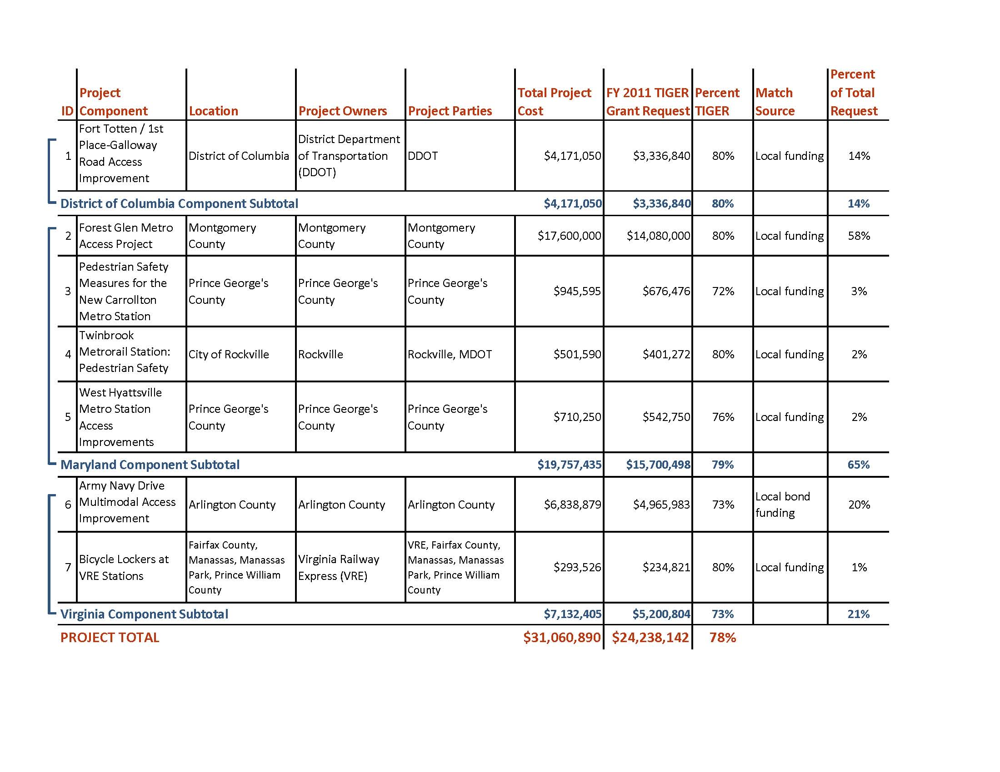 ID Project Component Location Project Owners Project Parties Total Project Cost FY 2011 TIGER Grant Request Percent TIGER Match Source Percent of Total Request
1 Fort Totten / 1st Place-Galloway Road Access Improvement District of Columbia District Department of Transportation (DDOT) DDOT $4,171,050 $3,336,840 80% Local funding 14%
District of Columbia Component Subtotal $4,171,050 $3,336,840 80% 14%
2 Forest Glen Metro Access Project Montgomery County Montgomery County Montgomery County $17,600,000 $14,080,000 80% Local funding 58%
3 Pedestrian Safety Measures for the New Carrollton Metro Station Prince George's County Prince George's County Prince George's County $945,595 $676,476 72% Local funding 3%
4 Twinbrook Metrorail Station: Pedestrian Safety City of Rockville Rockville Rockville, MDOT $501,590 $401,272 80% Local funding 2%
5 West Hyattsville Metro Station Access Improvements Prince George's County Prince George's County Prince George's County $710,250 $542,750 76% Local funding 2%
Maryland Component Subtotal $19,757,435 $15,700,498 79% 65%
6 Army Navy Drive Multimodal Access Improvement Arlington County Arlington County Arlington County $6,838,879 $4,965,983 73% Local bond funding 20%
7 Bicycle Lockers at VRE Stations Fairfax County, Manassas, Manassas Park, Prince William County Virginia Railway Express (VRE) VRE, Fairfax County, Manassas, Manassas Park, Prince William County $293,526 $234,821 80% Local funding 1%
Virginia Component Subtotal $7,132,405 $5,200,804 73% 21%
PROJECT TOTAL $31,060,890 $24,238,142 78%